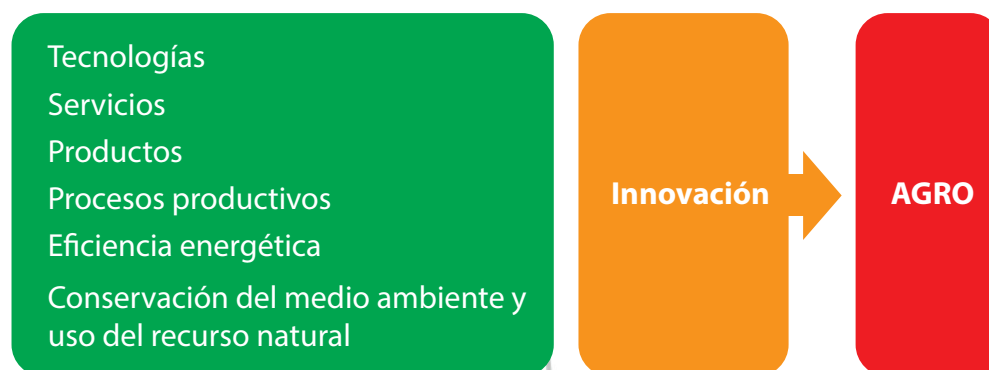 Tecnologías
Servicios
Productos
Procesos productivos
Eficiencia energética
Conservación del medio ambiente y
uso del recurso natural
Innovación
AGRO